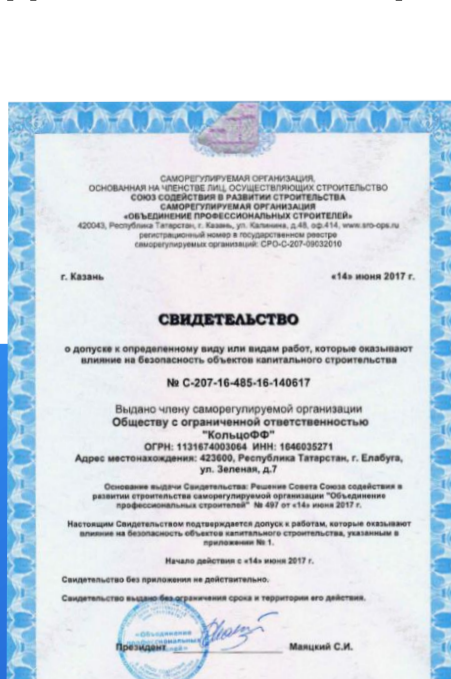 САМОРЕГУЛИРУЕМАЯ ОРГАНИЗАЦИЯ,
ОСНОВАННАЯ НА ЧЛЕНСТВЕ ЛИЦ, ОСУЩЕСТВЛЯЮЩИХ СТРОИТЕЛЬСТВО
СОЮЗ СОДЕЙСТВИЯ В РАЗВИТИИ СТРОИТЕЛЬСТВА
САМОРЕГУЛИРУЕМАЯ ОРГАНИЗАЦИЯ
«ОБЪЕДИНЕНИЕ ПРОФЕССИОНАЛЬНЫХ СТРОИТЕЛЕЙ»
420043, Республика Татарстан, г. Казань, ул. Калинина, д.48, оф.414, www.sro-ops.ru
регистрационный номер в государственном реестре
саморегулируемых организаций: СРО-С-207-09032010
г. Казань «14» июня 2017 г.
СВИДЕТЕЛЬСТВО
о допуске к определенному виду или видам работ, которые оказывают
влияние на безопасность объектов капитального строительства
№ С-207-16-485-16-140617
Выдано члену саморегулируемой организации
Обществу с ограниченной ответственностью
"КольцоФФ"
ОГРН: 1131674003064 ИНН: 1646035271
Адрес местонахождения: 423600, Республика Татарстан, г. Елабуга,
ул. Зеленая, д.7
Основание выдачи Свидетельства: Решение Совета Союза содействия в
развитии строительства саморегулируемой организации "Объединение
профессиональных строителей" № 497 от «14» июня 2017 г.
Настоящим Свидетельством подтверждается допуск к работам, которые оказывают
влияние на безопасность объектов капитального строительства, указанным в
приложении № 1.
Начало действия с «14» июня 2017 г.
Свидетельство без приложения не действительно.
Свидетельство выдано без ограничения срока и территории его действия.
«Объединение
профессиональных
Президент Маяцкий С.И.